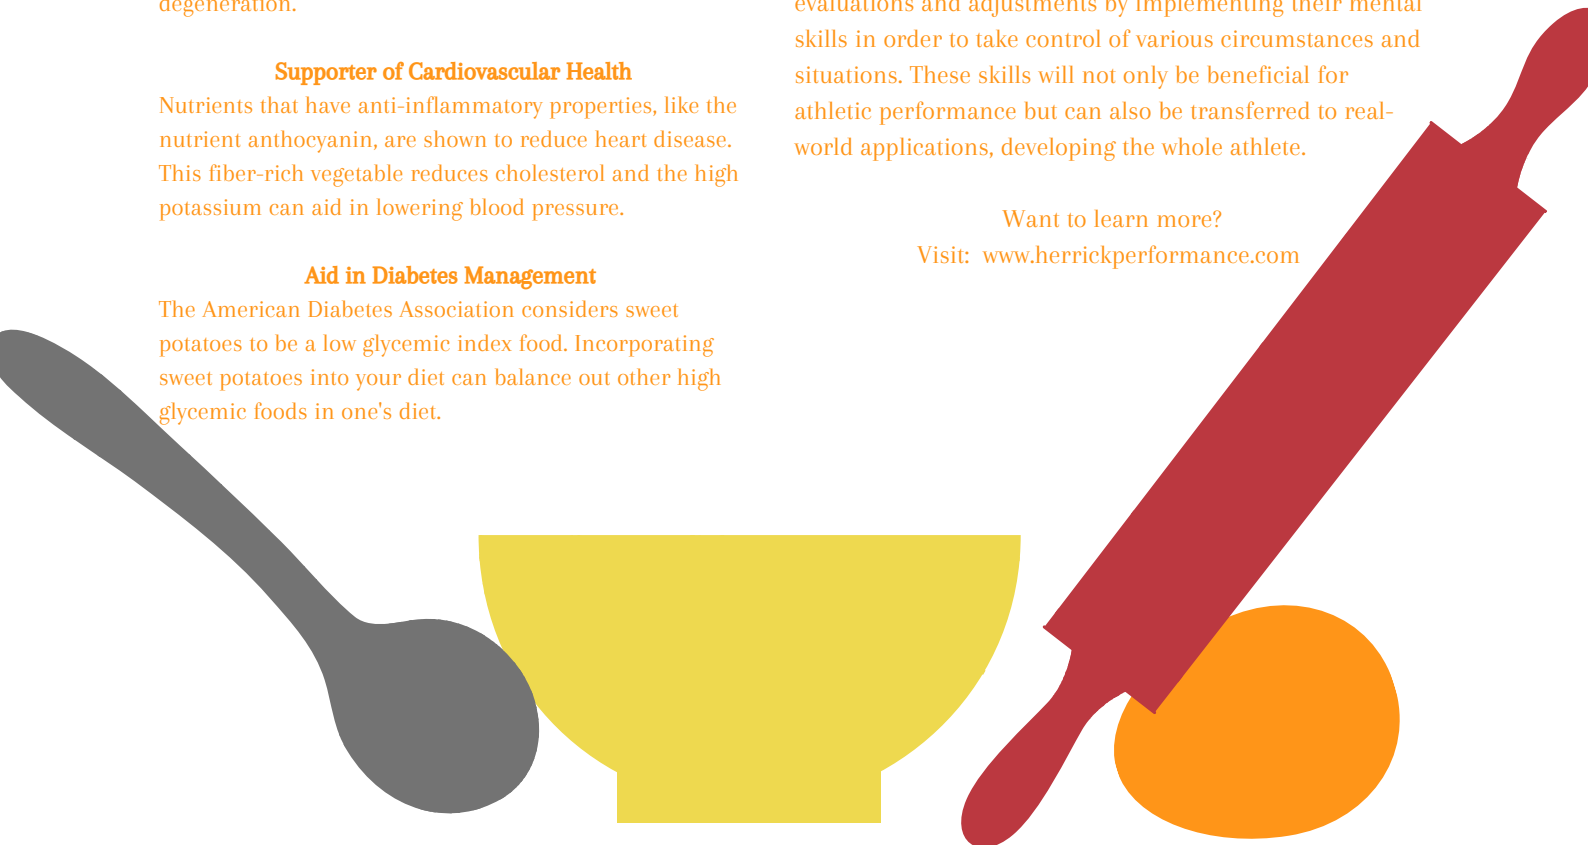 degeneration.
Supporter of Cardiovascular Health
Nutrients that have anti-inflammatory properties, like the
nutrient anthocyanin, are shown to reduce heart disease.
This fiber-rich vegetable reduces cholesterol and the high
potassium can aid in lowering blood pressure.
Aid in Diabetes Management
The American Diabetes Association considers sweet
potatoes to be a low glycemic index food. Incorporating
sweet potatoes into your diet can balance out other high
glycemic foods in one's diet.
evaluations and adjustments by implementing their mental
skills in order to take control of various circumstances and
situations. These skills will not only be beneficial for
athletic performance but can also be transferred to real-
world applications, developing the whole athlete.
Want to learn more?
Visit: www.herrickperformance.com